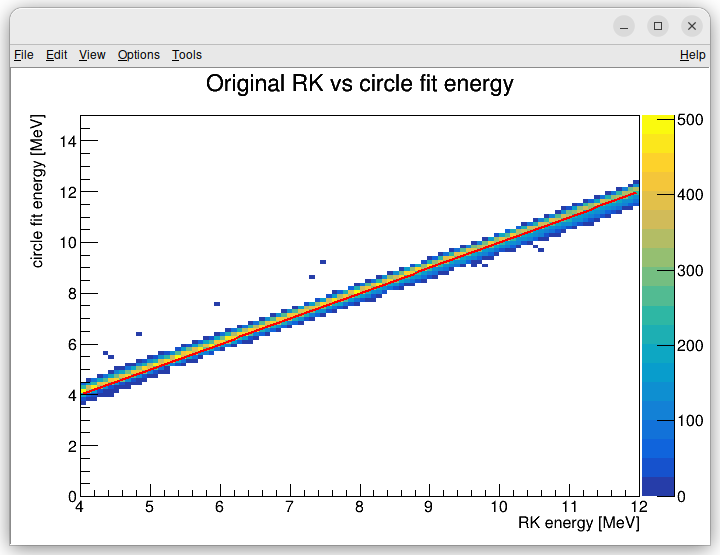 File Edit View Options Tools Help
Original RK vs circle fit energy
circle fit energy [MeV]
14
12
10
8
6
4
2
0
4 5 6 7 8 9 10 11 12
RK energy [MeV]
500
400
300
200
100
0